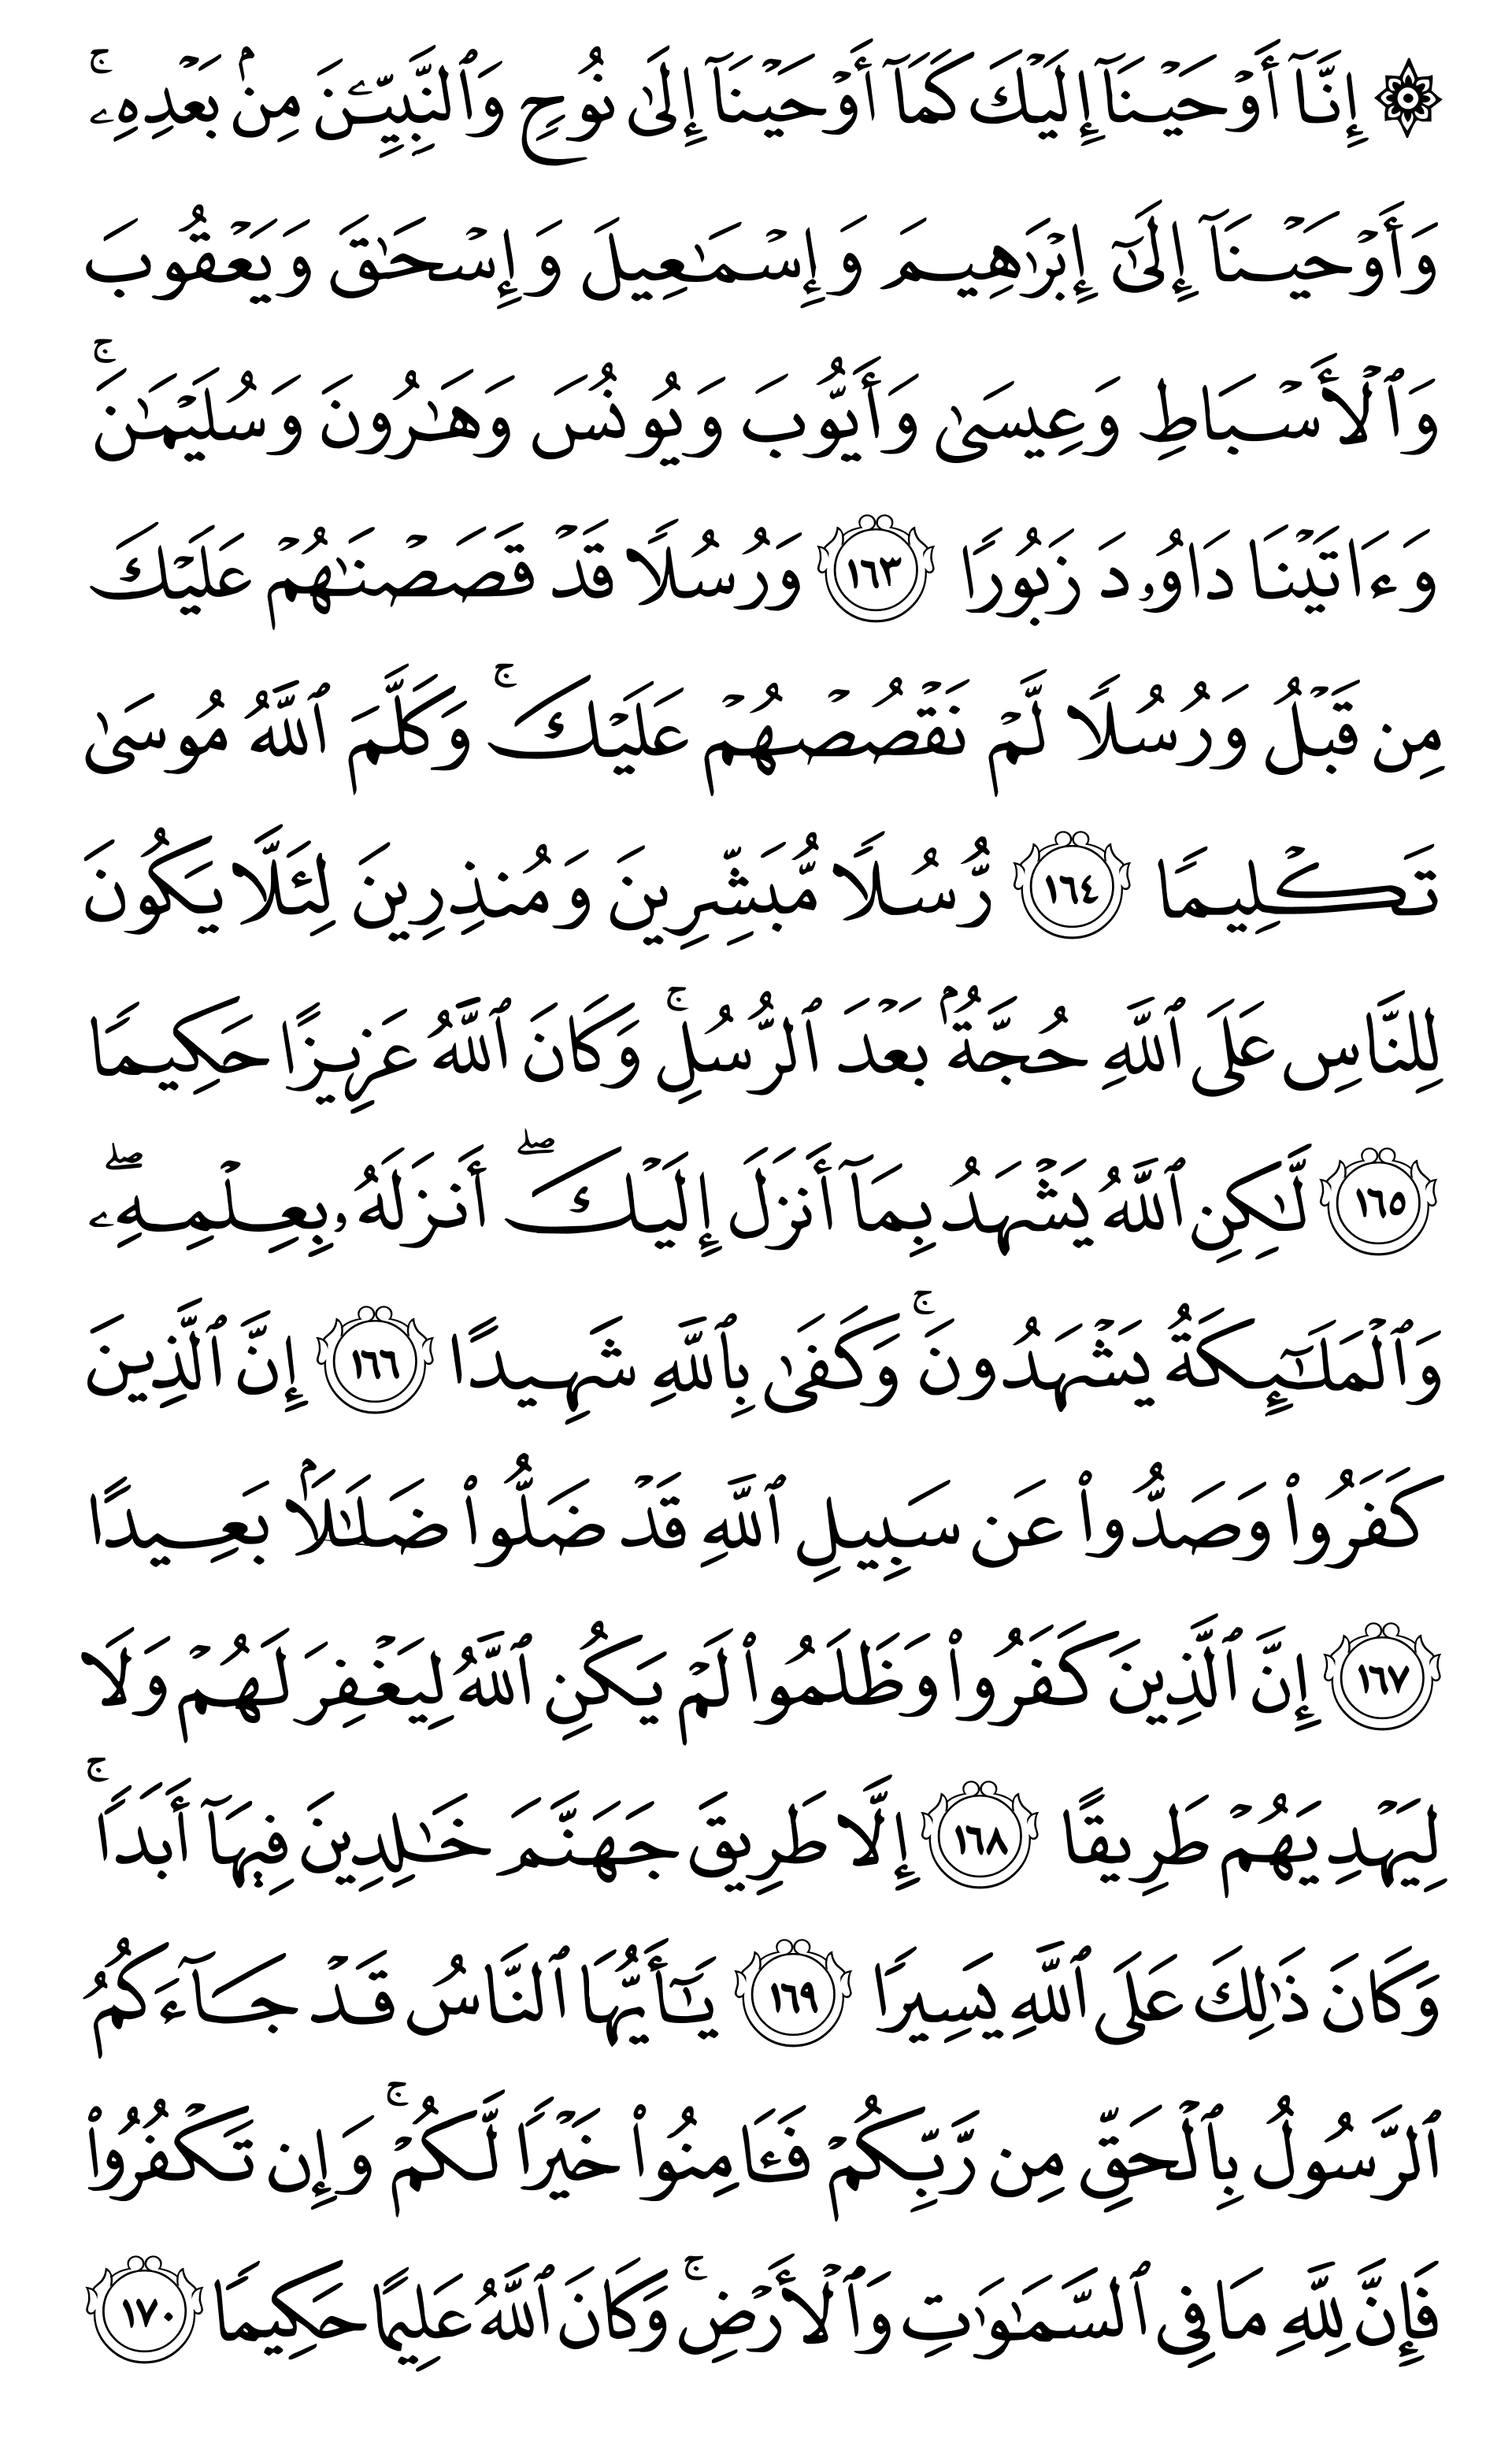 ۞ إِنَّآ أَوۡحَيۡنَآ إِلَيۡكَ كَمَآ أَوۡحَيۡنَآ إِلَىٰ نُوحٖ وَٱلنَّبِيِّـۧنَ مِنۢ بَعۡدِهِۦۚ
وَأَوۡحَيۡنَآ إِلَىٰٓ إِبۡرَٰهِيمَ وَإِسۡمَٰعِيلَ وَإِسۡحَٰقَ وَيَعۡقُوبَ
وَٱلۡأَسۡبَاطِ وَعِيسَىٰ وَأَيُّوبَ وَيُونُسَ وَهَٰرُونَ وَسُلَيۡمَٰنَۚ
وَءَاتَيۡنَا دَاوُۥدَ زَبُورٗا ١٦٣ وَرُسُلٗا قَدۡ قَصَصۡنَٰهُمۡ عَلَيۡكَ
مِن قَبۡلُ وَرُسُلٗا لَّمۡ نَقۡصُصۡهُمۡ عَلَيۡكَۚ وَكَلَّمَ ٱللَّهُ مُوسَىٰ
تَكۡلِيمٗا ١٦٤ رُّسُلٗا مُّبَشِّرِينَ وَمُنذِرِينَ لِئَلَّا يَكُونَ
لِلنَّاسِ عَلَى ٱللَّهِ حُجَّةُۢ بَعۡدَ ٱلرُّسُلِۚ وَكَانَ ٱللَّهُ عَزِيزًا حَكِيمٗا
١٦٥ لَّٰكِنِ ٱللَّهُ يَشۡهَدُ بِمَآ أَنزَلَ إِلَيۡكَۖ أَنزَلَهُۥ بِعِلۡمِهِۦۖ
وَٱلۡمَلَٰٓئِكَةُ يَشۡهَدُونَۚ وَكَفَىٰ بِٱللَّهِ شَهِيدًا ١٦٦ إِنَّ ٱلَّذِينَ
كَفَرُواْ وَصَدُّواْ عَن سَبِيلِ ٱللَّهِ قَدۡ ضَلُّواْ ضَلَٰلَۢا بَعِيدًا
١٦٧ إِنَّ ٱلَّذِينَ كَفَرُواْ وَظَلَمُواْ لَمۡ يَكُنِ ٱللَّهُ لِيَغۡفِرَ لَهُمۡ وَلَا
لِيَهۡدِيَهُمۡ طَرِيقًا ١٦٨ إِلَّا طَرِيقَ جَهَنَّمَ خَٰلِدِينَ فِيهَآ أَبَدٗاۚ
وَكَانَ ذَٰلِكَ عَلَى ٱللَّهِ يَسِيرٗا ١٦٩ يَٰٓأَيُّهَا ٱلنَّاسُ قَدۡ جَآءَكُمُ
ٱلرَّسُولُ بِٱلۡحَقِّ مِن رَّبِّكُمۡ فَـَٔامِنُواْ خَيۡرٗا لَّكُمۡۚ وَإِن تَكۡفُرُواْ
فَإِنَّ لِلَّهِ مَا فِي ٱلسَّمَٰوَٰتِ وَٱلۡأَرۡضِۚ وَكَانَ ٱللَّهُ عَلِيمًا حَكِيمٗا ١٧٠